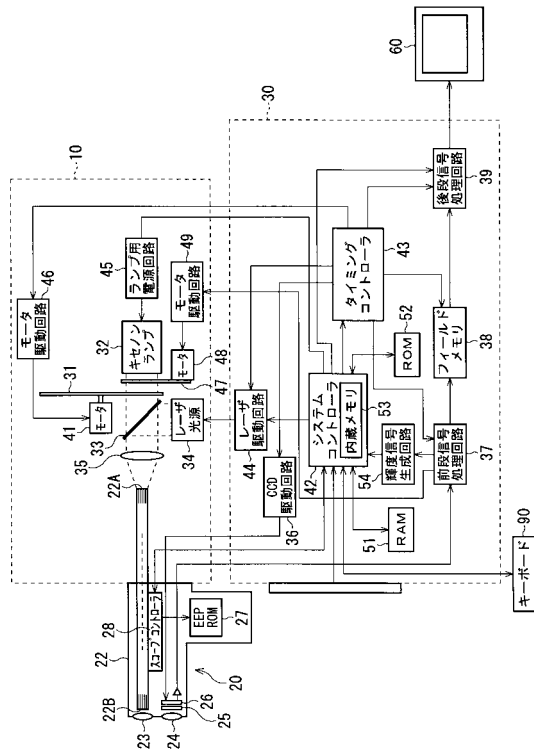 10
46
モータ
駆動回路
45
ランプ用
電源回路
49
モータ駆動回路
31
32
キセノン
ランプ
モータ
48
47
モータ
41
33
レーザ
光源
34
35
22A
30
60
43
タイミング
コントローラ
後段信号
処理回路
39
レーザ
駆動回路
44
システム
コントローラ
内蔵メモリ
53
42
52
ROM
フィールド
メモリ
38
CCD
駆動回路
36
輝度信号
生成回路
54
前段信号
処理回路
37
RAM
51
キーボード
90
22
28
スコープコントローラ
EEP
ROM
27
20
22B
23
24
25
26